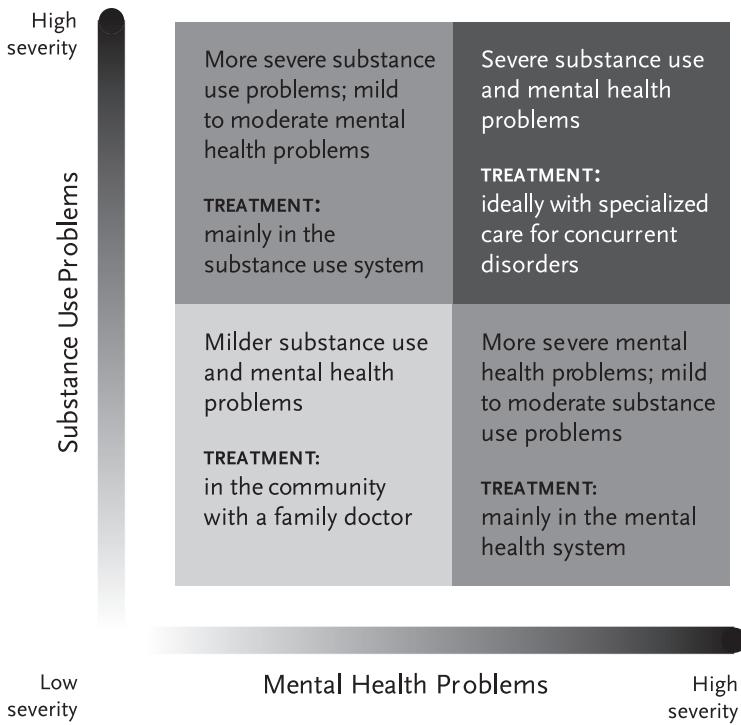 High
severity
Substance Use Problems
More severe substance
use problems; mild
to moderate mental
health problems
TREATMENT:
mainly in the
substance use system
Severe substance use
and mental health
problems
TREATMENT:
ideally with specialized
care for concurrent
disorders
Milder substance use
and mental health
problems
TREATMENT:
in the community
with a family doctor
More severe mental
health problems; mild
to moderate substance
use problems
TREATMENT:
mainly in the mental
health system
Low
severity
Mental Health Problems
High
severity